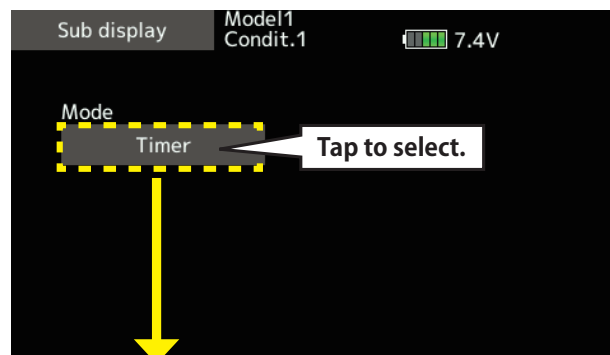 Sub display
Model1
Condit.1
7.4V
Mode
Timer
Tap to select.